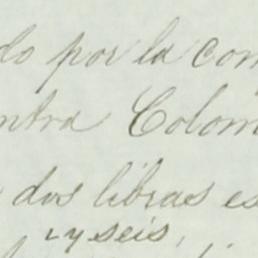 do por la com
ntra Colom
dos libras es
y seis,